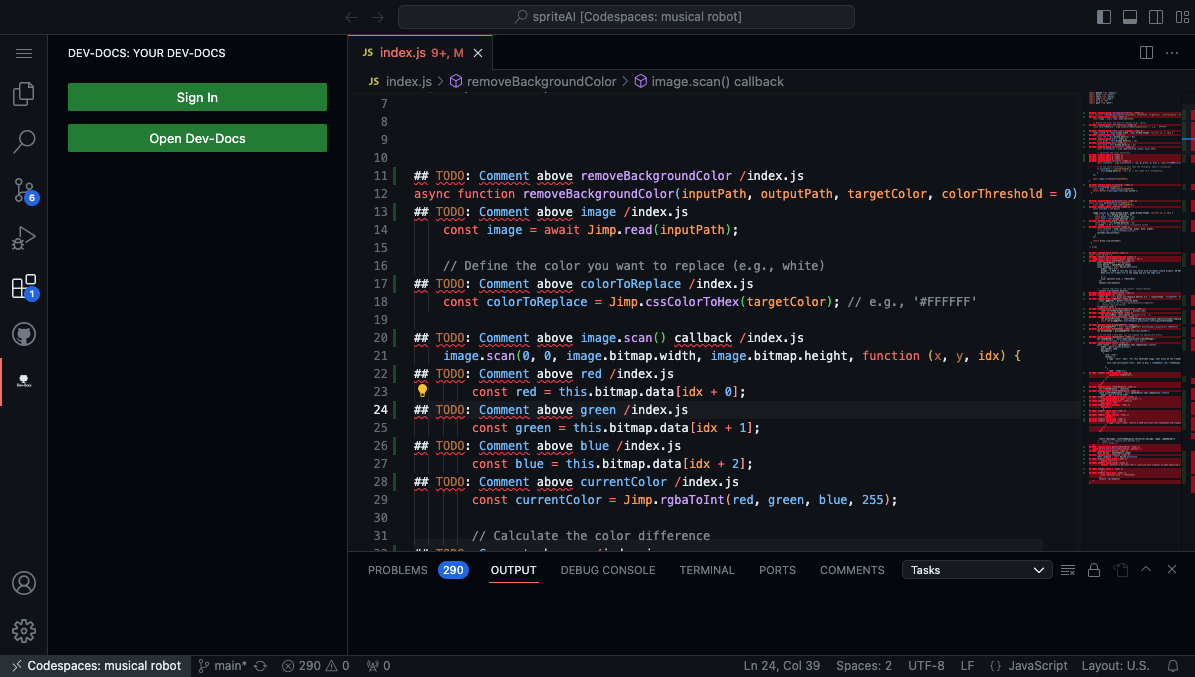 spriteAI [Codespaces: musical robot]
DEV-DOCS: YOUR DEV-DOCS
Sign In
Open Dev-Docs
6
1
Dev-Docs
JS index.js 9+, M
JS index.js > removeBackgroundColor > image.scan() callback
7
8
9
10
11 ## TODO: Comment above removeBackgroundColor /index.js
12 async function removeBackgroundColor(inputPath, outputPath, targetColor, colorThreshold = 0)
13 ## TODO: Comment above image /index.js
14 const image = await Jimp.read(inputPath);
15
16 // Define the color you want to replace (e.g., white)
17 ## TODO: Comment above colorToReplace /index.js
18 const colorToReplace = Jimp.cssColorToHex(targetColor); // e.g., '#FFFFFF'
19
20 ## TODO: Comment above image.scan() callback /index.js
21 image.scan(0, 0, image.bitmap.width, image.bitmap.height, function (x, y, idx) {
22 ## TODO: Comment above red /index.js
23 const red = this.bitmap.data[idx + 0];
24 ## TODO: Comment above green /index.js
25 const green = this.bitmap.data[idx + 1];
26 ## TODO: Comment above blue /index.js
27 const blue = this.bitmap.data[idx + 2];
28 ## TODO: Comment above currentColor /index.js
29 const currentColor = Jimp.rgbaToInt(red, green, blue, 255);
30
31 // Calculate the color difference
PROBLEMS 290 OUTPUT DEBUG CONSOLE TERMINAL PORTS COMMENTS Tasks
Codespaces: musical robot main* 290 0 0 Ln 24, Col 39 Spaces: 2 UTF-8 LF {} JavaScript Layout: U.S.